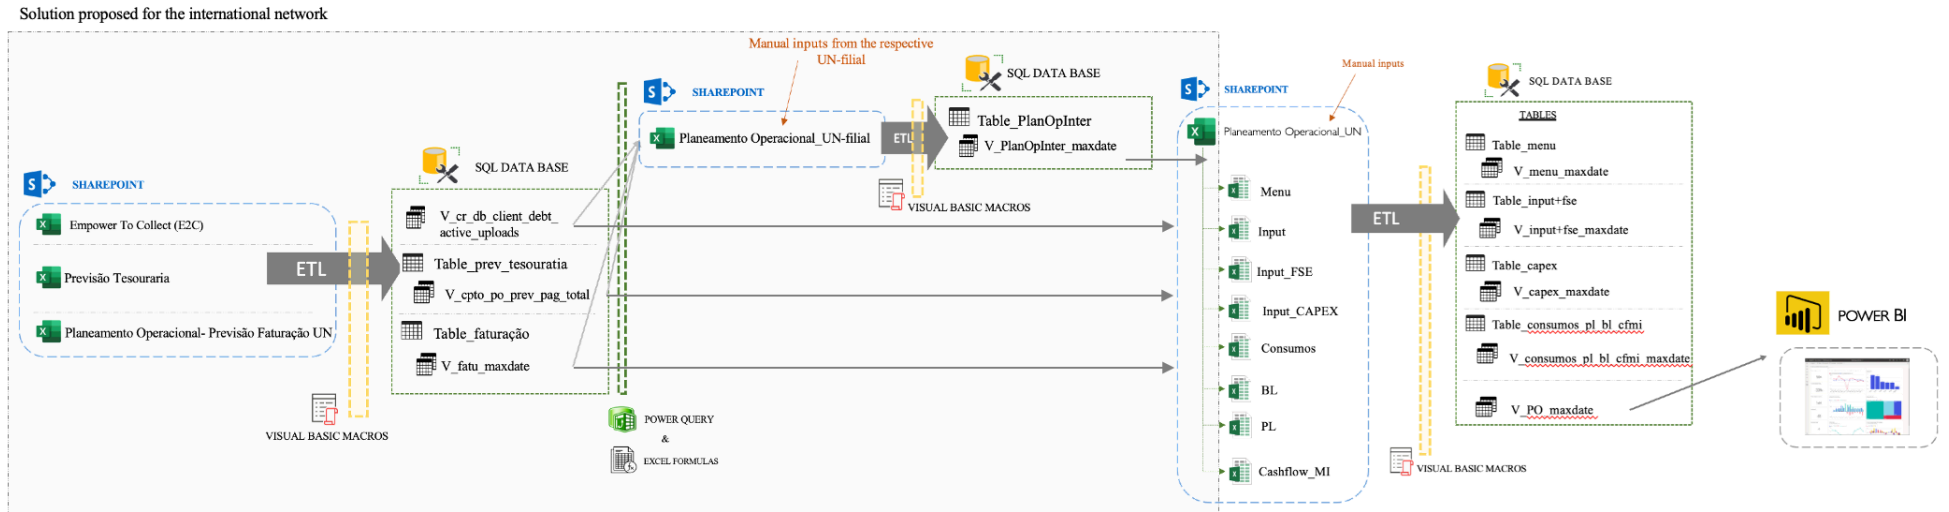 Solution proposed for the international network
SHAREPOINT
Empower To Collect (E2C)
Previsão Tesouraria
Planeamento Operacional- Previsão Faturação UN
ETL
VISUAL BASIC MACROS
SQL DATA BASE
V_cr_db_client_debt_
active_uploads
Table_prev_tesouratia
V_cpto_po_prev_pag_total
Table_faturação
V_fatu_maxdate
POWER QUERY
&
EXCEL FORMULAS
Manual inputs from the respective
UN-filial
SHAREPOINT
Planeamento Operacional_UN-filial
ETL
VISUAL BASIC MACROS
SQL DATA BASE
Table_PlanOpInter
V_PlanOpInter_maxdate
Manual inputs
SHAREPOINT
Planeamento Operacional_UN
Menu
Input
Input_FSE
Input_CAPEX
Consumos
BL
PL
Cashflow_MI
ETL
VISUAL BASIC MACROS
SQL DATA BASE
TABLES
Table_menu
V_menu_maxdate
Table_input+fse
V_input+fse_maxdate
Table_capex
V_capex_maxdate
Table_consumos_pl_bl_cfmi
V_consumos_pl_bl_cfmi_maxdate
V_PO_maxdate
POWER BI